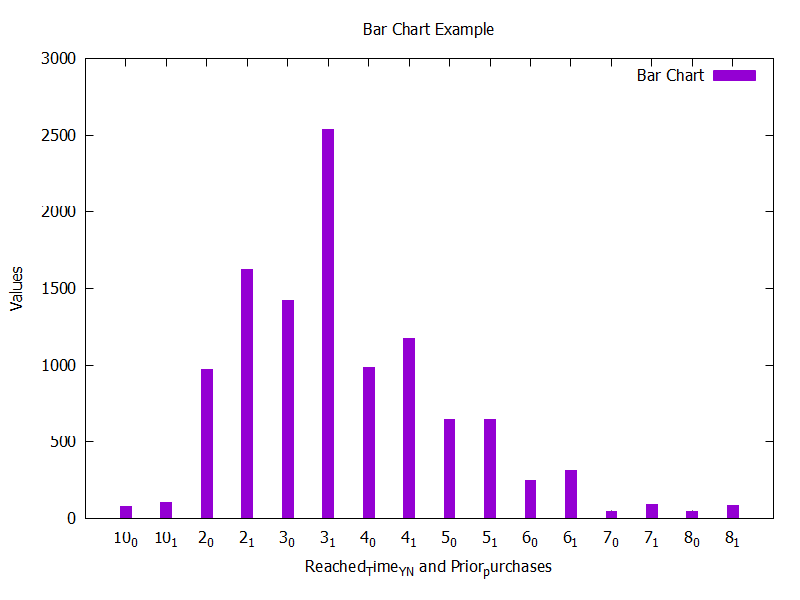 Bar Chart Example
Bar Chart
3000
2500
2000
1500
1000
500
0
Values
10₀ 10₁ 2₀ 2₁ 3₀ 3₁ 4₀ 4₁ 5₀ 5₁ 6₀ 6₁ 7₀ 7₁ 8₀ 8₁
Reached_Time_YN and Prior_purchases